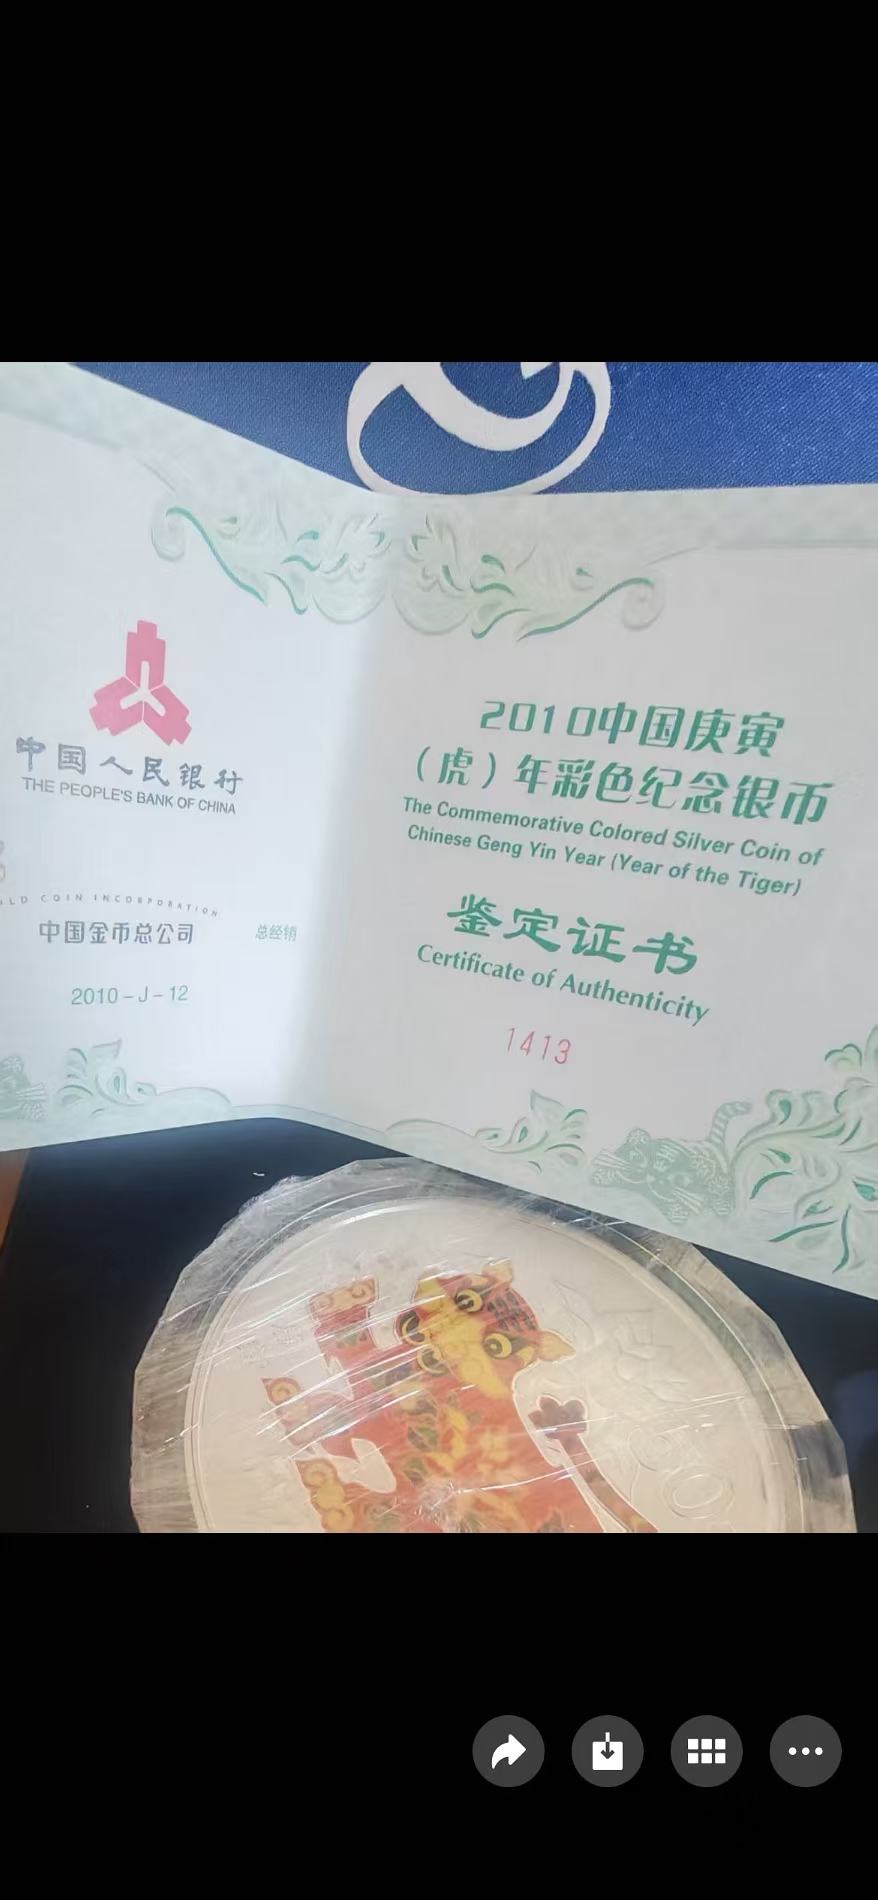 中国人民银行
THE PEOPLE'S BANK OF CHINA
LD COIN INCORPORATION
中国金币总公司
总经销
2010-J-12
2010中国庚寅
（虎）年彩色纪念银币
The Commemorative Colored Silver Coin of
Chinese Geng Yin Year (Year of the Tiger)
鉴定证书
Certificate of Authenticity
1413